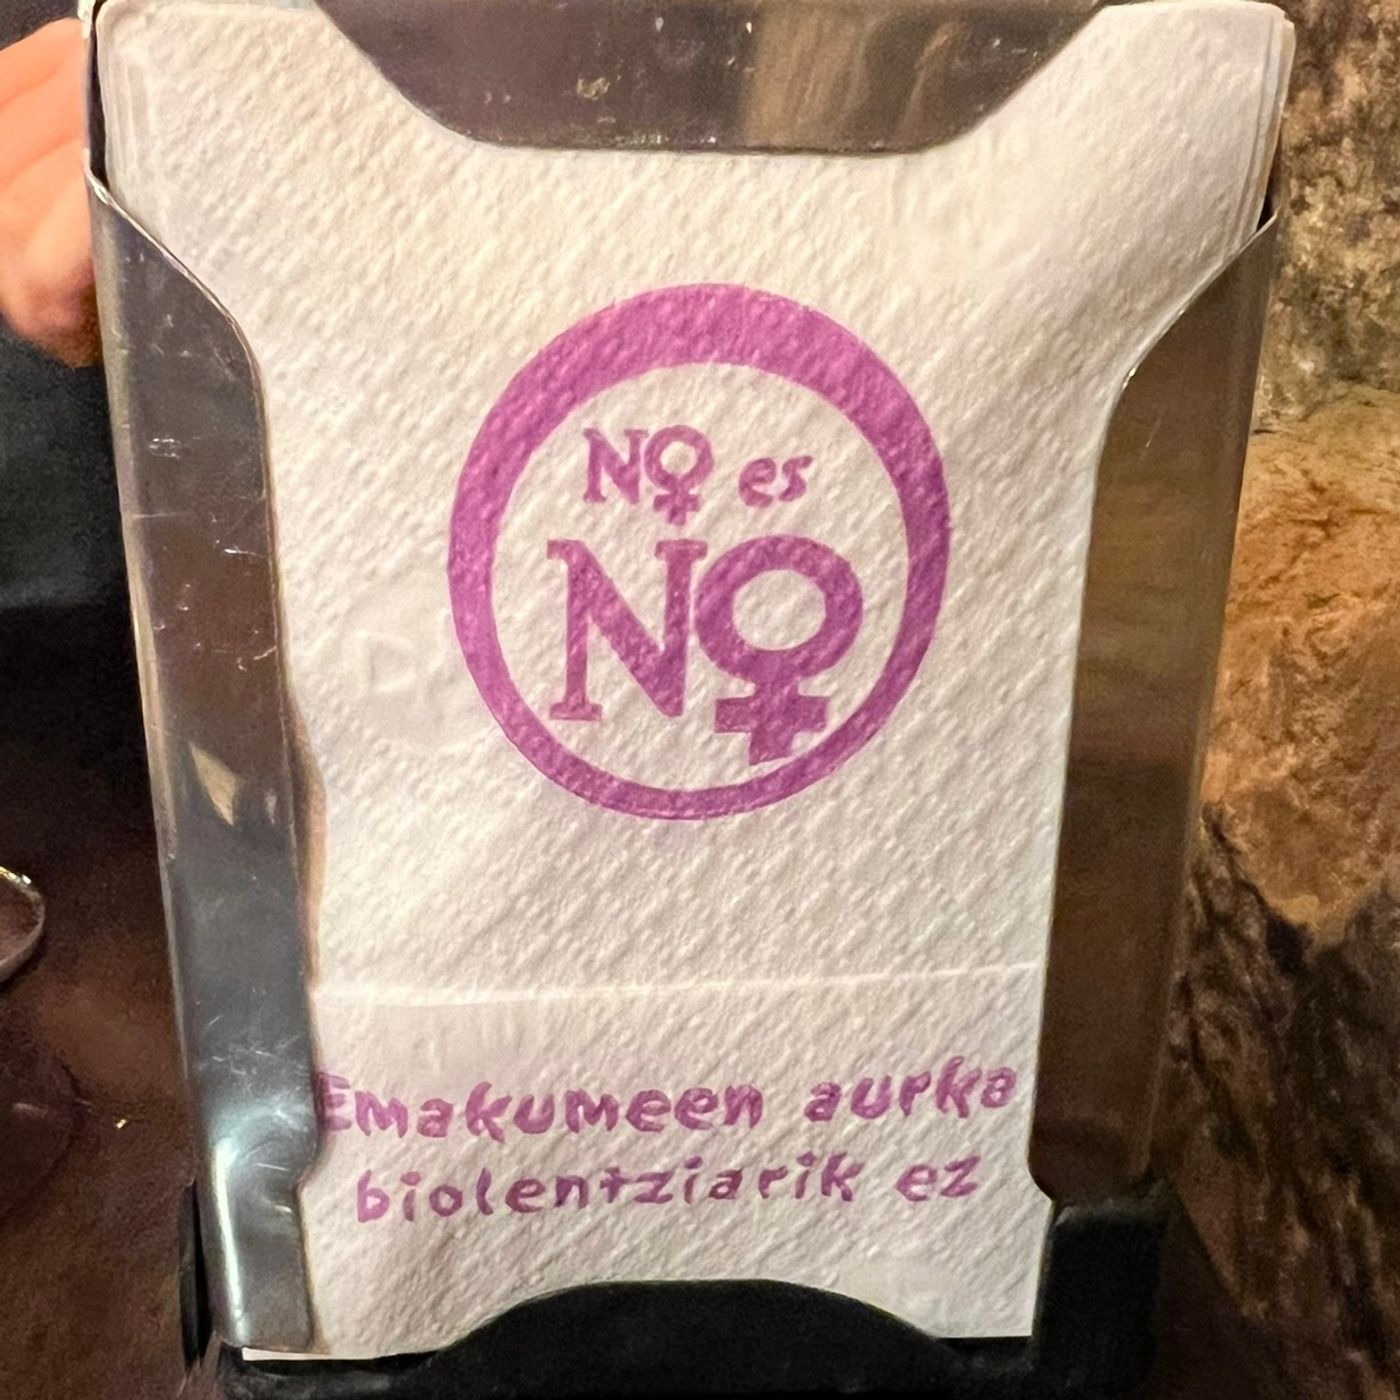 NO es
NO
Emakumeen aurka
biolentziarik ez